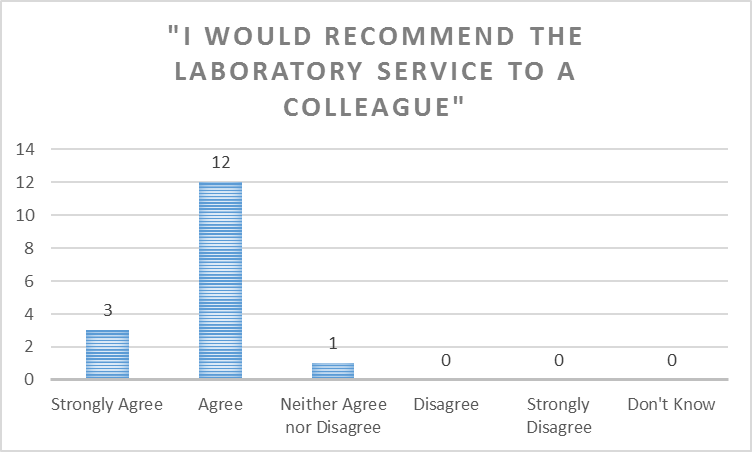 "I WOULD RECOMMEND THE
LABORATORY SERVICE TO A
COLLEAGUE"
14
12
10
8
6
4
2
0
3
12
1
0
0
0
Strongly Agree
Agree
Neither Agree
nor Disagree
Disagree
Strongly
Disagree
Don't Know